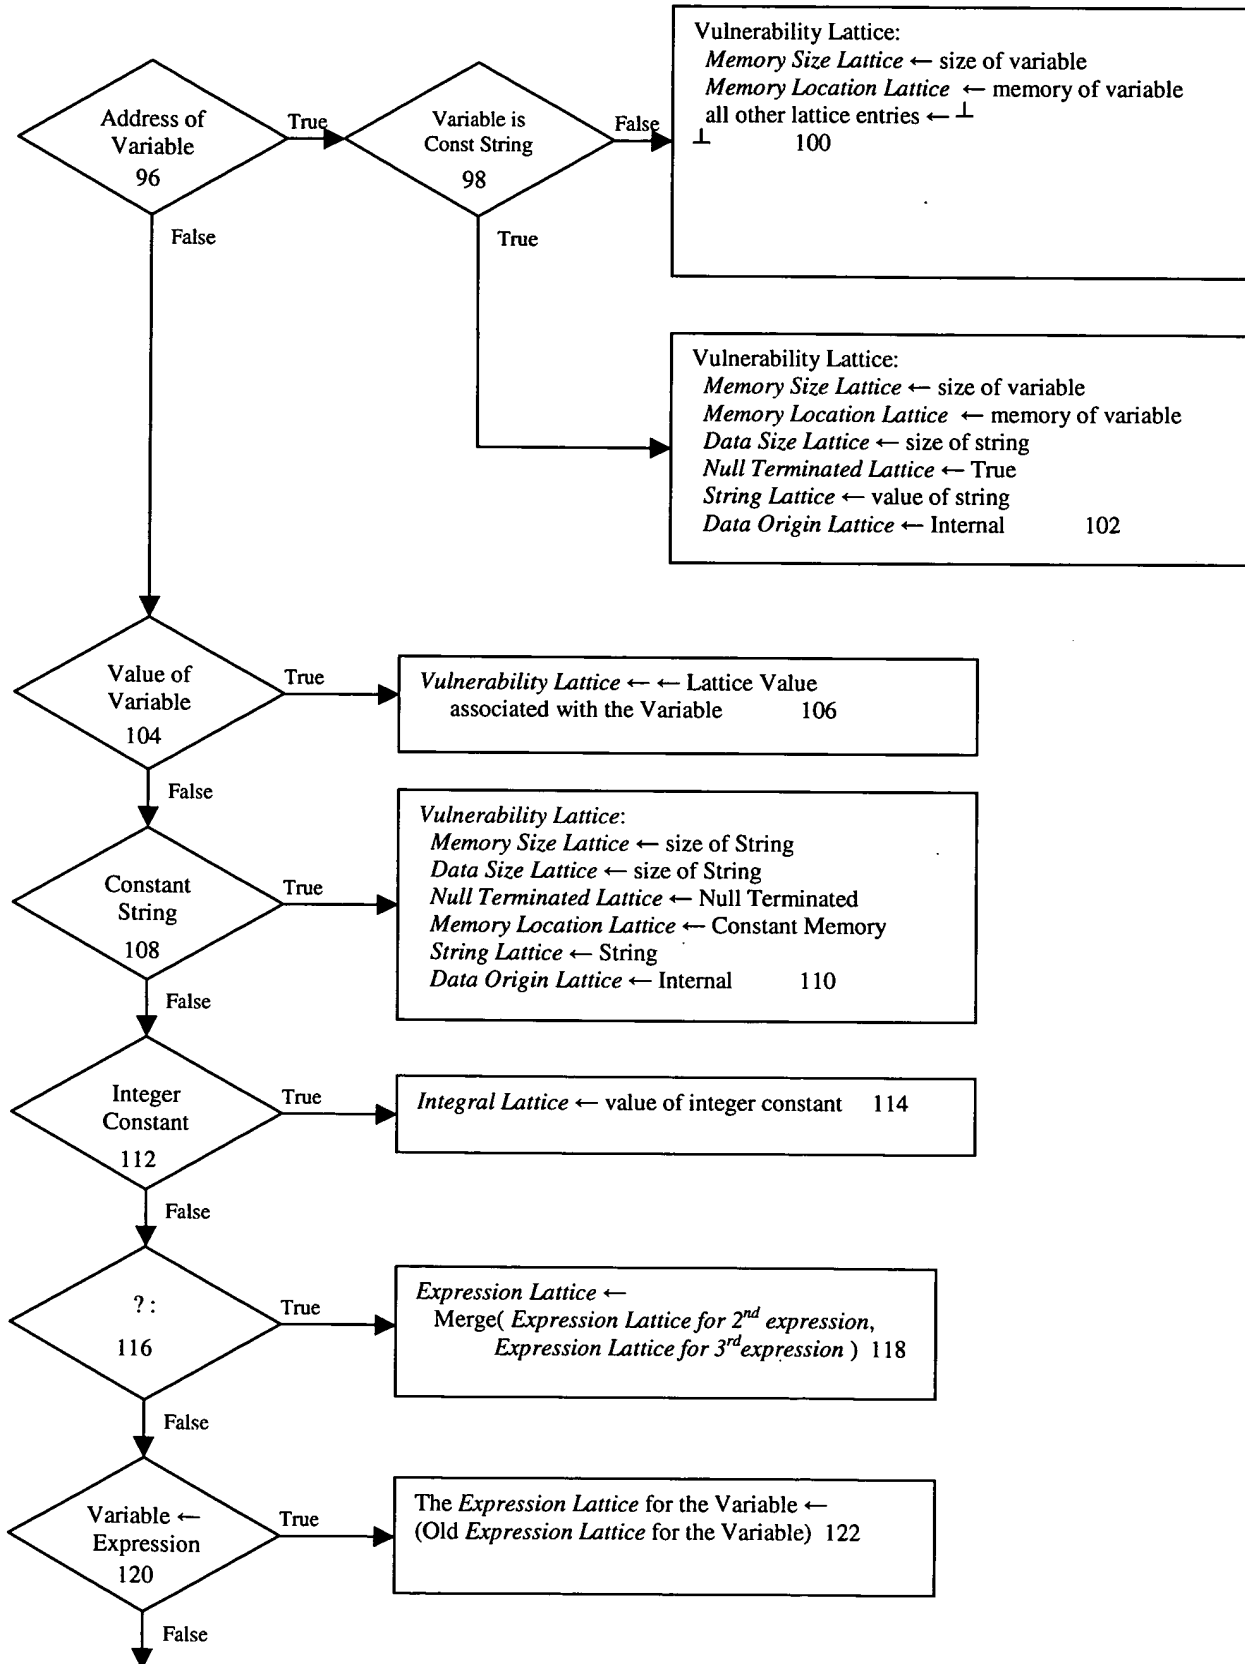 Address of
Variable
96
True
Variable is
Const String
98
False
Vulnerability Lattice:
Memory Size Lattice ← size of variable
Memory Location Lattice ← memory of variable
all other lattice entries ← ⊥
⊥ 100
False
True
Vulnerability Lattice:
Memory Size Lattice ← size of variable
Memory Location Lattice ← memory of variable
Data Size Lattice ← size of string
Null Terminated Lattice ← True
String Lattice ← value of string
Data Origin Lattice ← Internal 102
Value of
Variable
104
True
Vulnerability Lattice ← ← Lattice Value
associated with the Variable 106
False
Constant
String
108
True
Vulnerability Lattice:
Memory Size Lattice ← size of String
Data Size Lattice ← size of String
Null Terminated Lattice ← Null Terminated
Memory Location Lattice ← Constant Memory
String Lattice ← String
Data Origin Lattice ← Internal 110
False
Integer
Constant
112
True
Integral Lattice ← value of integer constant 114
False
? :
116
True
Expression Lattice ←
Merge( Expression Lattice for 2nd expression,
Expression Lattice for 3rd expression ) 118
False
Variable ←
Expression
120
True
The Expression Lattice for the Variable ←
(Old Expression Lattice for the Variable) 122
False